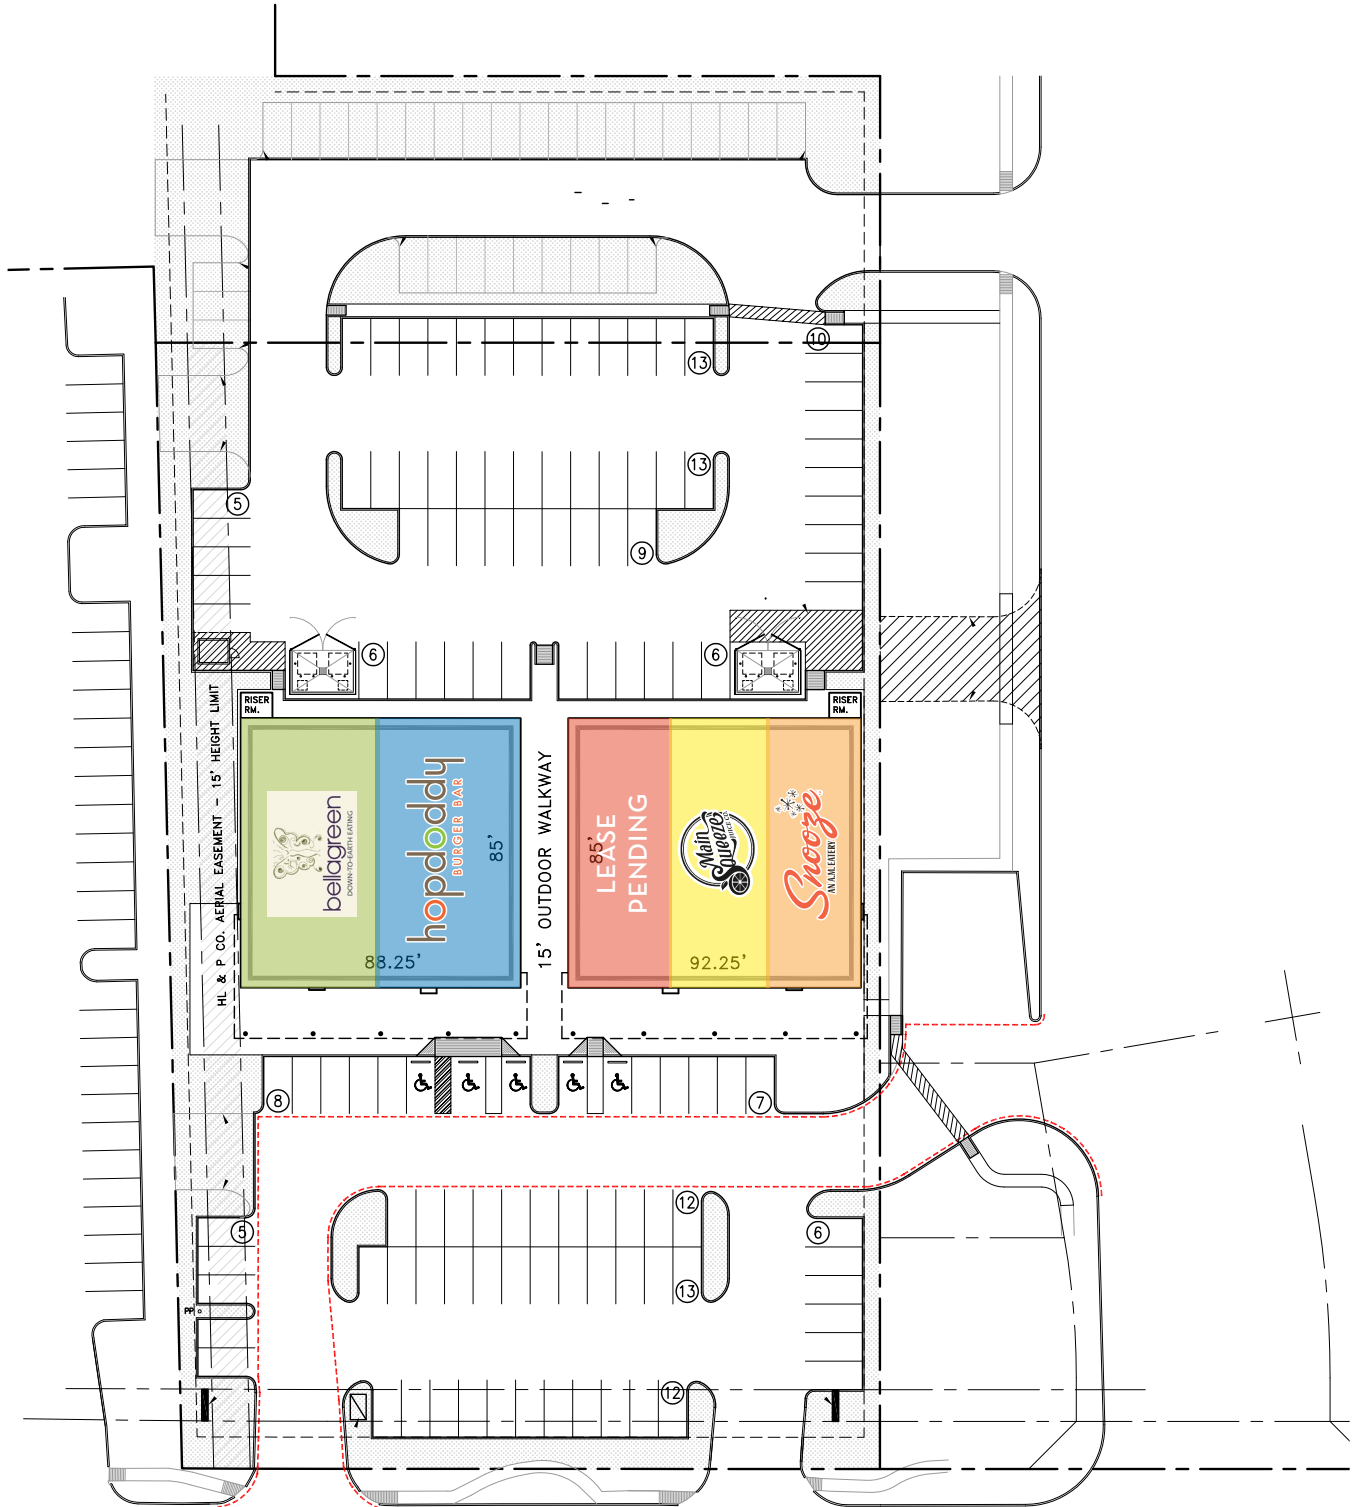 13
10
13
5
9
6
6
RISER
RM.
RISER
RM.
HL & P CO. AERIAL EASEMENT - 15' HEIGHT LIMIT
bellagreen
DOWN-TO-EARTH EATING
hopdoddy
BURGER BAR
85'
88.25'
15' OUTDOOR WALKWAY
85'
LEASE
PENDING
Main
Squeeze
JUICE CO.
92.25'
Snooze
AN A.M. EATERY
8
7
5
12
6
13
PP
12